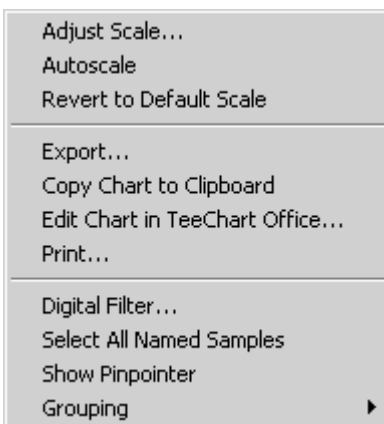 Adjust Scale...
Autoscale
Revert to Default Scale
Export...
Copy Chart to Clipboard
Edit Chart in TeeChart Office...
Print...
Digital Filter...
Select All Named Samples
Show Pinpointer
Grouping